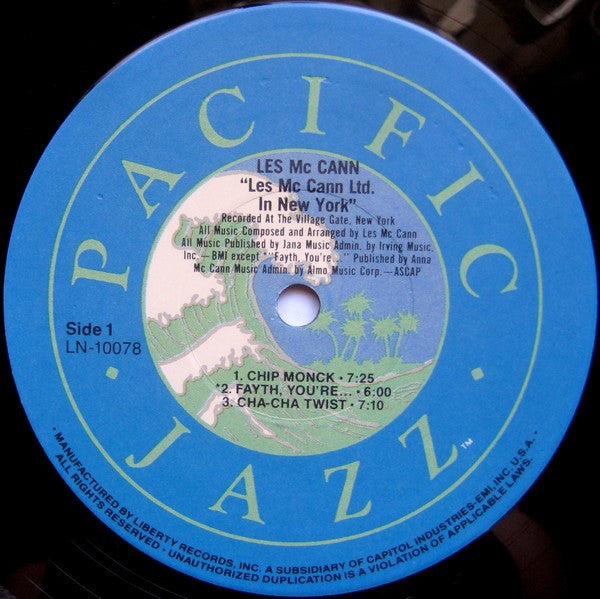 PACIFIC
LES Mc CANN
"Les Mc Cann Ltd.
In New York"
Recorded At The Village Gate, New York
All Music Composed and Arranged by Les Mc Cann
All Music Published by Jana Music Admin. by Irving Music,
Inc.—BMI except *"Fayth, You're..." Published by Anna
Mc Cann Music Admin. by Almo Music Corp.—ASCAP
Side 1
LN-10078
1. CHIP MONCK • 7:25
*2. FAYTH, YOU'RE... • 6:00
3. CHA-CHA TWIST • 7:10
• JAZZ •
TM
• MANUFACTURED BY LIBERTY RECORDS, INC. A SUBSIDIARY OF CAPITOL INDUSTRIES-EMI, INC. U.S.A. •
ALL RIGHTS RESERVED • UNAUTHORIZED DUPLICATION IS A VIOLATION OF APPLICABLE LAWS.